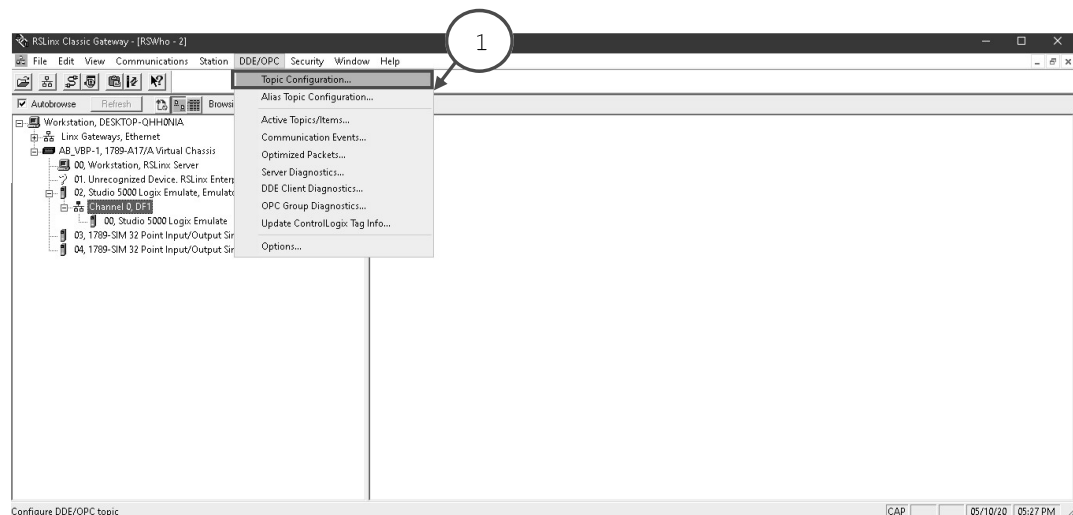 1
RSLinx Classic Gateway - [RSWho - 2]
File Edit View Communications Station DDE/OPC Security Window Help
Autobrowse Refresh Browsi
Topic Configuration...
Alias Topic Configuration...
Active Topics/Items...
Communication Events...
Optimized Packets...
Server Diagnostics...
DDE Client Diagnostics...
OPC Group Diagnostics...
Update ControlLogix Tag Info...
Options...
Workstation, DESKTOP-QHH0NIA
Linx Gateways, Ethernet
AB_VBP-1, 1789-A17/A Virtual Chassis
00, Workstation, RSLinx Server
01, Unrecognized Device. RSLinx Enterp
02, Studio 5000 Logix Emulate, Emulato
Channel 0, DF1
00, Studio 5000 Logix Emulate
03, 1789-SIM 32 Point Input/Output Sir
04, 1789-SIM 32 Point Input/Output Sir
Configure DDE/OPC topic
CAP 05/10/20 05:27 PM